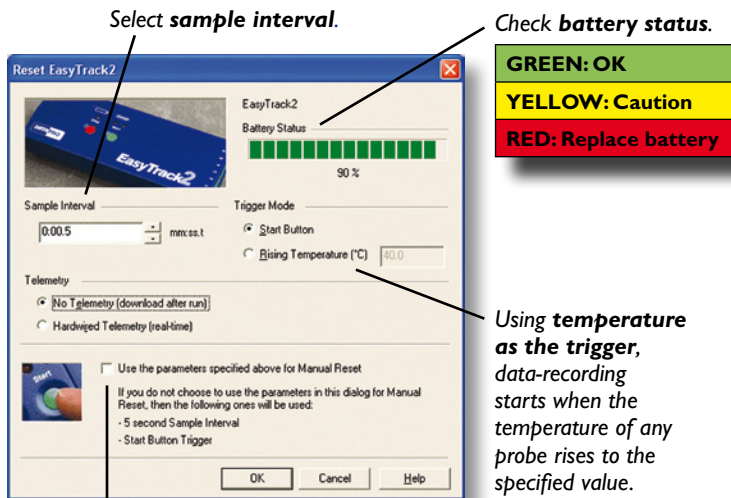 Select sample interval.
Check battery status.
Reset EasyTrack2
GREEN: OK
YELLOW: Caution
RED: Replace battery
EasyTrack2
Battery Status
90 %
EasyTrack2
Sample Interval
0:00.5
mm:ss.t
Trigger Mode
Start Button
Rising Temperature (°C)
40.0
Telemetry
No Telemetry (download after run)
Hardwired Telemetry (real-time)
Using temperature
as the trigger,
data-recording
starts when the
temperature of any
probe rises to the
specified value.
Start
Use the parameters specified above for Manual Reset
If you do not choose to use the parameters in this dialog for Manual
Reset, then the following ones will be used:
- 5 second Sample Interval
- Start Button Trigger
OK
Cancel
Help